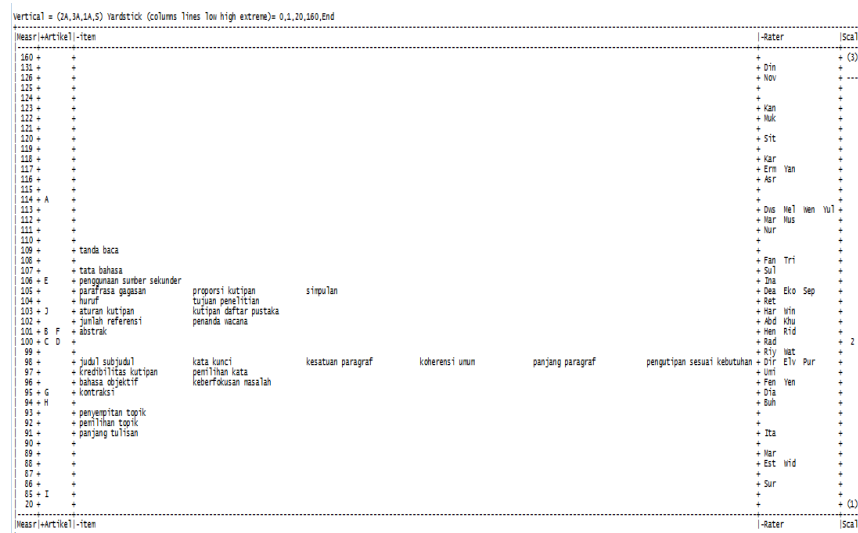 Vertical = (2A,3A,1A,S) Yardstick (columns lines low high extreme)= 0,1,20,160,End
|Measr|+Artikel|-item |-Rater |Scal
| 160 + + + + (3)
| 131 + + + Din +
| 126 + + + Nov + ---
| 125 + + + +
| 124 + + + +
| 123 + + + Kan +
| 122 + + + Muk +
| 121 + + + +
| 120 + + + Sit +
| 119 + + + +
| 118 + + + Kar +
| 117 + + + Erm Yan +
| 116 + + + Asr +
| 115 + + + +
| 114 + A + + +
| 113 + + + Dws Mel Wen Yul +
| 112 + + + Mar Mus +
| 111 + + + Nur +
| 110 + + + +
| 109 + + tanda baca + +
| 108 + + + Fan Tri +
| 107 + + tata bahasa + Sul +
| 106 + E + penggunaan sumber sekunder + Ina +
| 105 + + parafrasa gagasan proporsi kutipan simpulan + Dea Eko Sep +
| 104 + + huruf tujuan penelitian + Ret +
| 103 + J + aturan kutipan kutipan daftar pustaka + Har Win +
| 102 + + jumlah referensi penanda wacana + Abd Khu +
| 101 + B F + abstrak + Hen Rid +
| 100 + C D + + Rad + 2
| 99 + + + Riy Wat +
| 98 + + judul subjudul kata kunci kesatuan paragraf koherensi umum panjang paragraf pengutipan sesuai kebutuhan + Dir Elv Pur +
| 97 + + kredibilitas kutipan pemilihan kata + Umi +
| 96 + + bahasa objektif keberfokusan masalah + Fen Yen +
| 95 + G + kontraksi + Dia +
| 94 + H + + Buh +
| 93 + + penyempitan topik + +
| 92 + + pemilihan topik + +
| 91 + + panjang tulisan + Ita +
| 90 + + + +
| 89 + + + Mar +
| 88 + + + Est Wid +
| 87 + + + +
| 86 + + + Sur +
| 85 + I + + +
| 20 + + + + (1)
|Measr|+Artikel|-item |-Rater |Scal